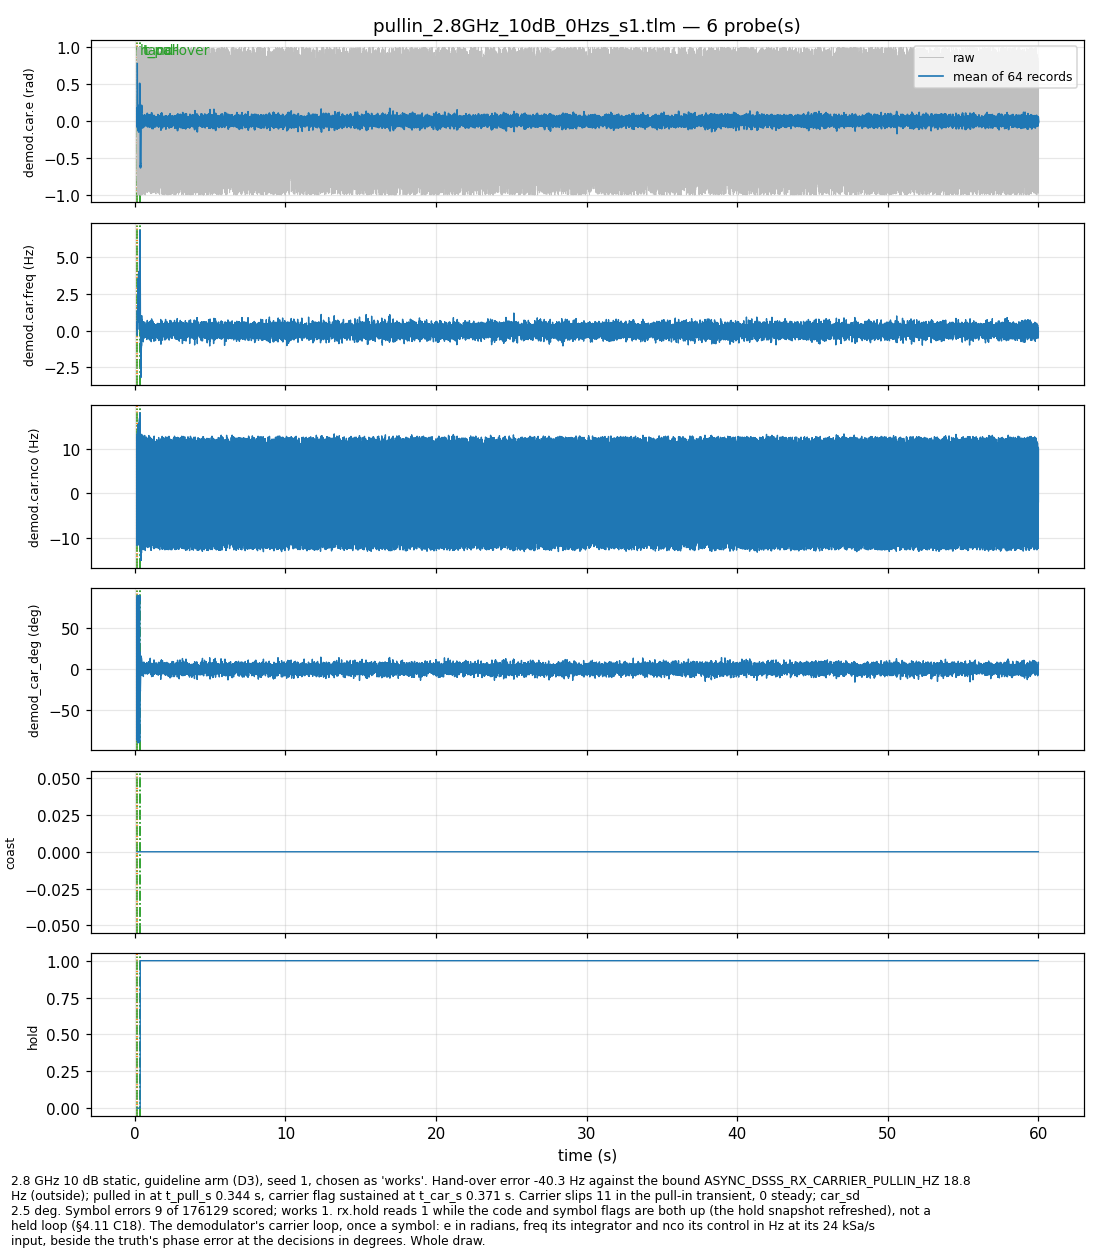 pullin_2.8GHz_10dB_0Hzs_s1.tlm — 6 probe(s)
raw
mean of 64 records
demod.car.e (rad)
1.0
0.5
0.0
−0.5
−1.0
demod.car.freq (Hz)
5.0
2.5
0.0
−2.5
demod.car.nco (Hz)
10
0
−10
demod_car_deg (deg)
50
0
−50
coast
0.050
0.025
0.000
−0.025
−0.050
hold
1.00
0.75
0.50
0.25
0.00
0 10 20 30 40 50 60
time (s)
2.8 GHz 10 dB static, guideline arm (D3), seed 1, chosen as 'works'. Hand-over error -40.3 Hz against the bound ASYNC_DSSS_RX_CARRIER_PULLIN_HZ 18.8
Hz (outside); pulled in at t_pull_s 0.344 s, carrier flag sustained at t_car_s 0.371 s. Carrier slips 11 in the pull-in transient, 0 steady; car_sd
2.5 deg. Symbol errors 9 of 176129 scored; works 1. rx.hold reads 1 while the code and symbol flags are both up (the hold snapshot refreshed), not a
held loop (§4.11 C18). The demodulator's carrier loop, once a symbol: e in radians, freq its integrator and nco its control in Hz at its 24 kSa/s
input, beside the truth's phase error at the decisions in degrees. Whole draw.